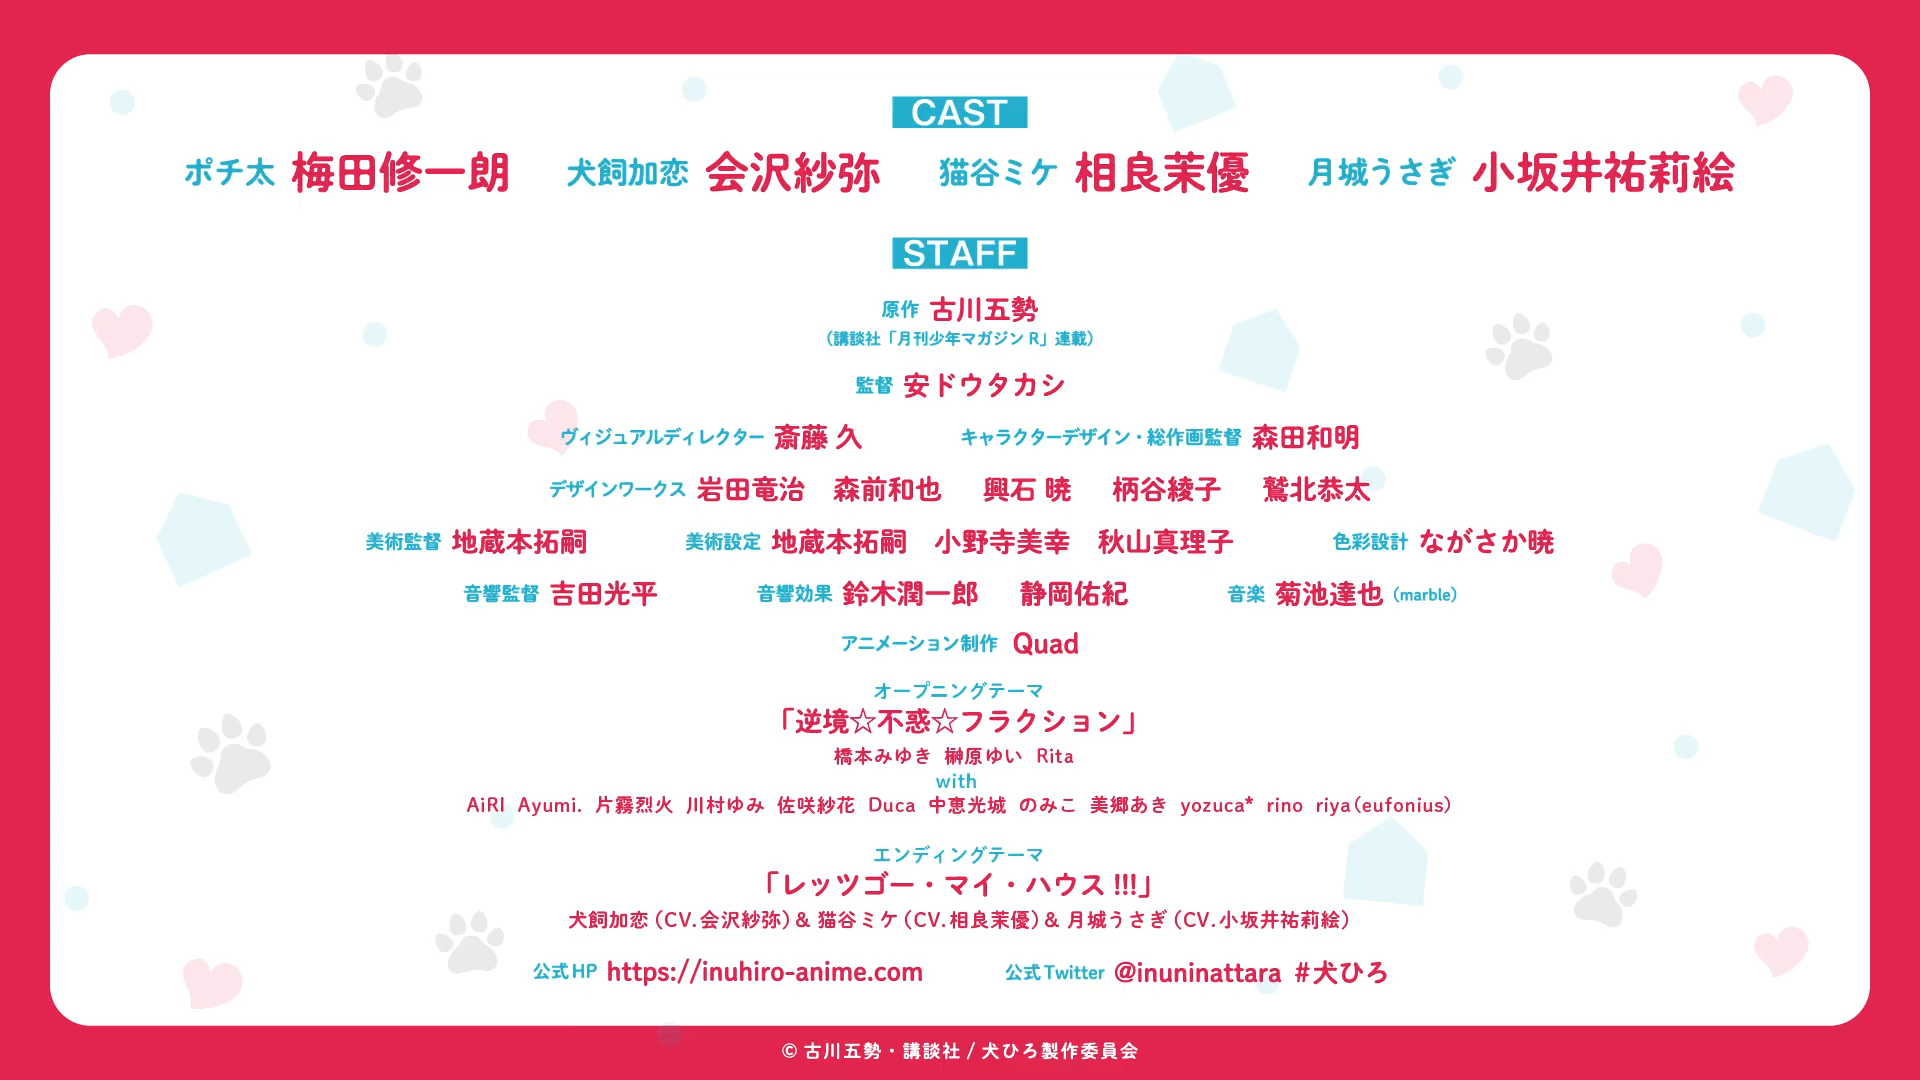 CAST
ポチ太 梅田修一朗 犬飼加恋 会沢紗弥 猫谷ミケ 相良茉優 月城うさぎ 小坂井祐莉絵
STAFF
原作 古川五勢
(講談社「月刊少年マガジンR」連載)
監督 安ドウタカシ
ヴィジュアルディレクター 斎藤 久 キャラクターデザイン・総作画監督 森田和明
デザインワークス 岩田竜治 森前和也 興石 暁 柄谷綾子 鷲北恭太
美術監督 地蔵本拓嗣 美術設定 地蔵本拓嗣 小野寺美幸 秋山真理子 色彩設計 ながさか暁
音響監督 吉田光平 音響効果 鈴木潤一郎 静岡佑紀 音楽 菊池達也 (marble)
アニメーション制作 Quad
オープニングテーマ
「逆境☆不惑☆フラクション」
橋本みゆき 榊原ゆい Rita
with
AiRI Ayumi. 片霧烈火 川村ゆみ 佐咲紗花 Duca 中恵光城 のみこ 美郷あき yozuca* rino riya(eufonius)
エンディングテーマ
「レッツゴー・マイ・ハウス!!!」
犬飼加恋(CV.会沢紗弥)& 猫谷ミケ(CV.相良茉優)& 月城うさぎ(CV.小坂井祐莉絵)
公式HP https://inuhiro-anime.com 公式Twitter @inuninattara #犬ひろ
© 古川五勢・講談社 / 犬ひろ製作委員会